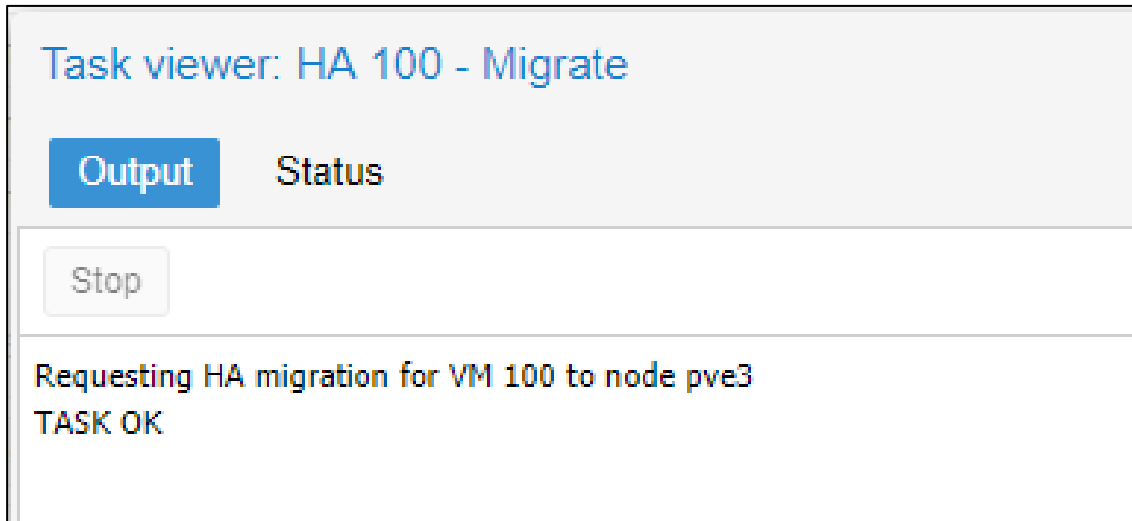 Task viewer: HA 100 - Migrate
Output Status
Stop
Requesting HA migration for VM 100 to node pve3
TASK OK